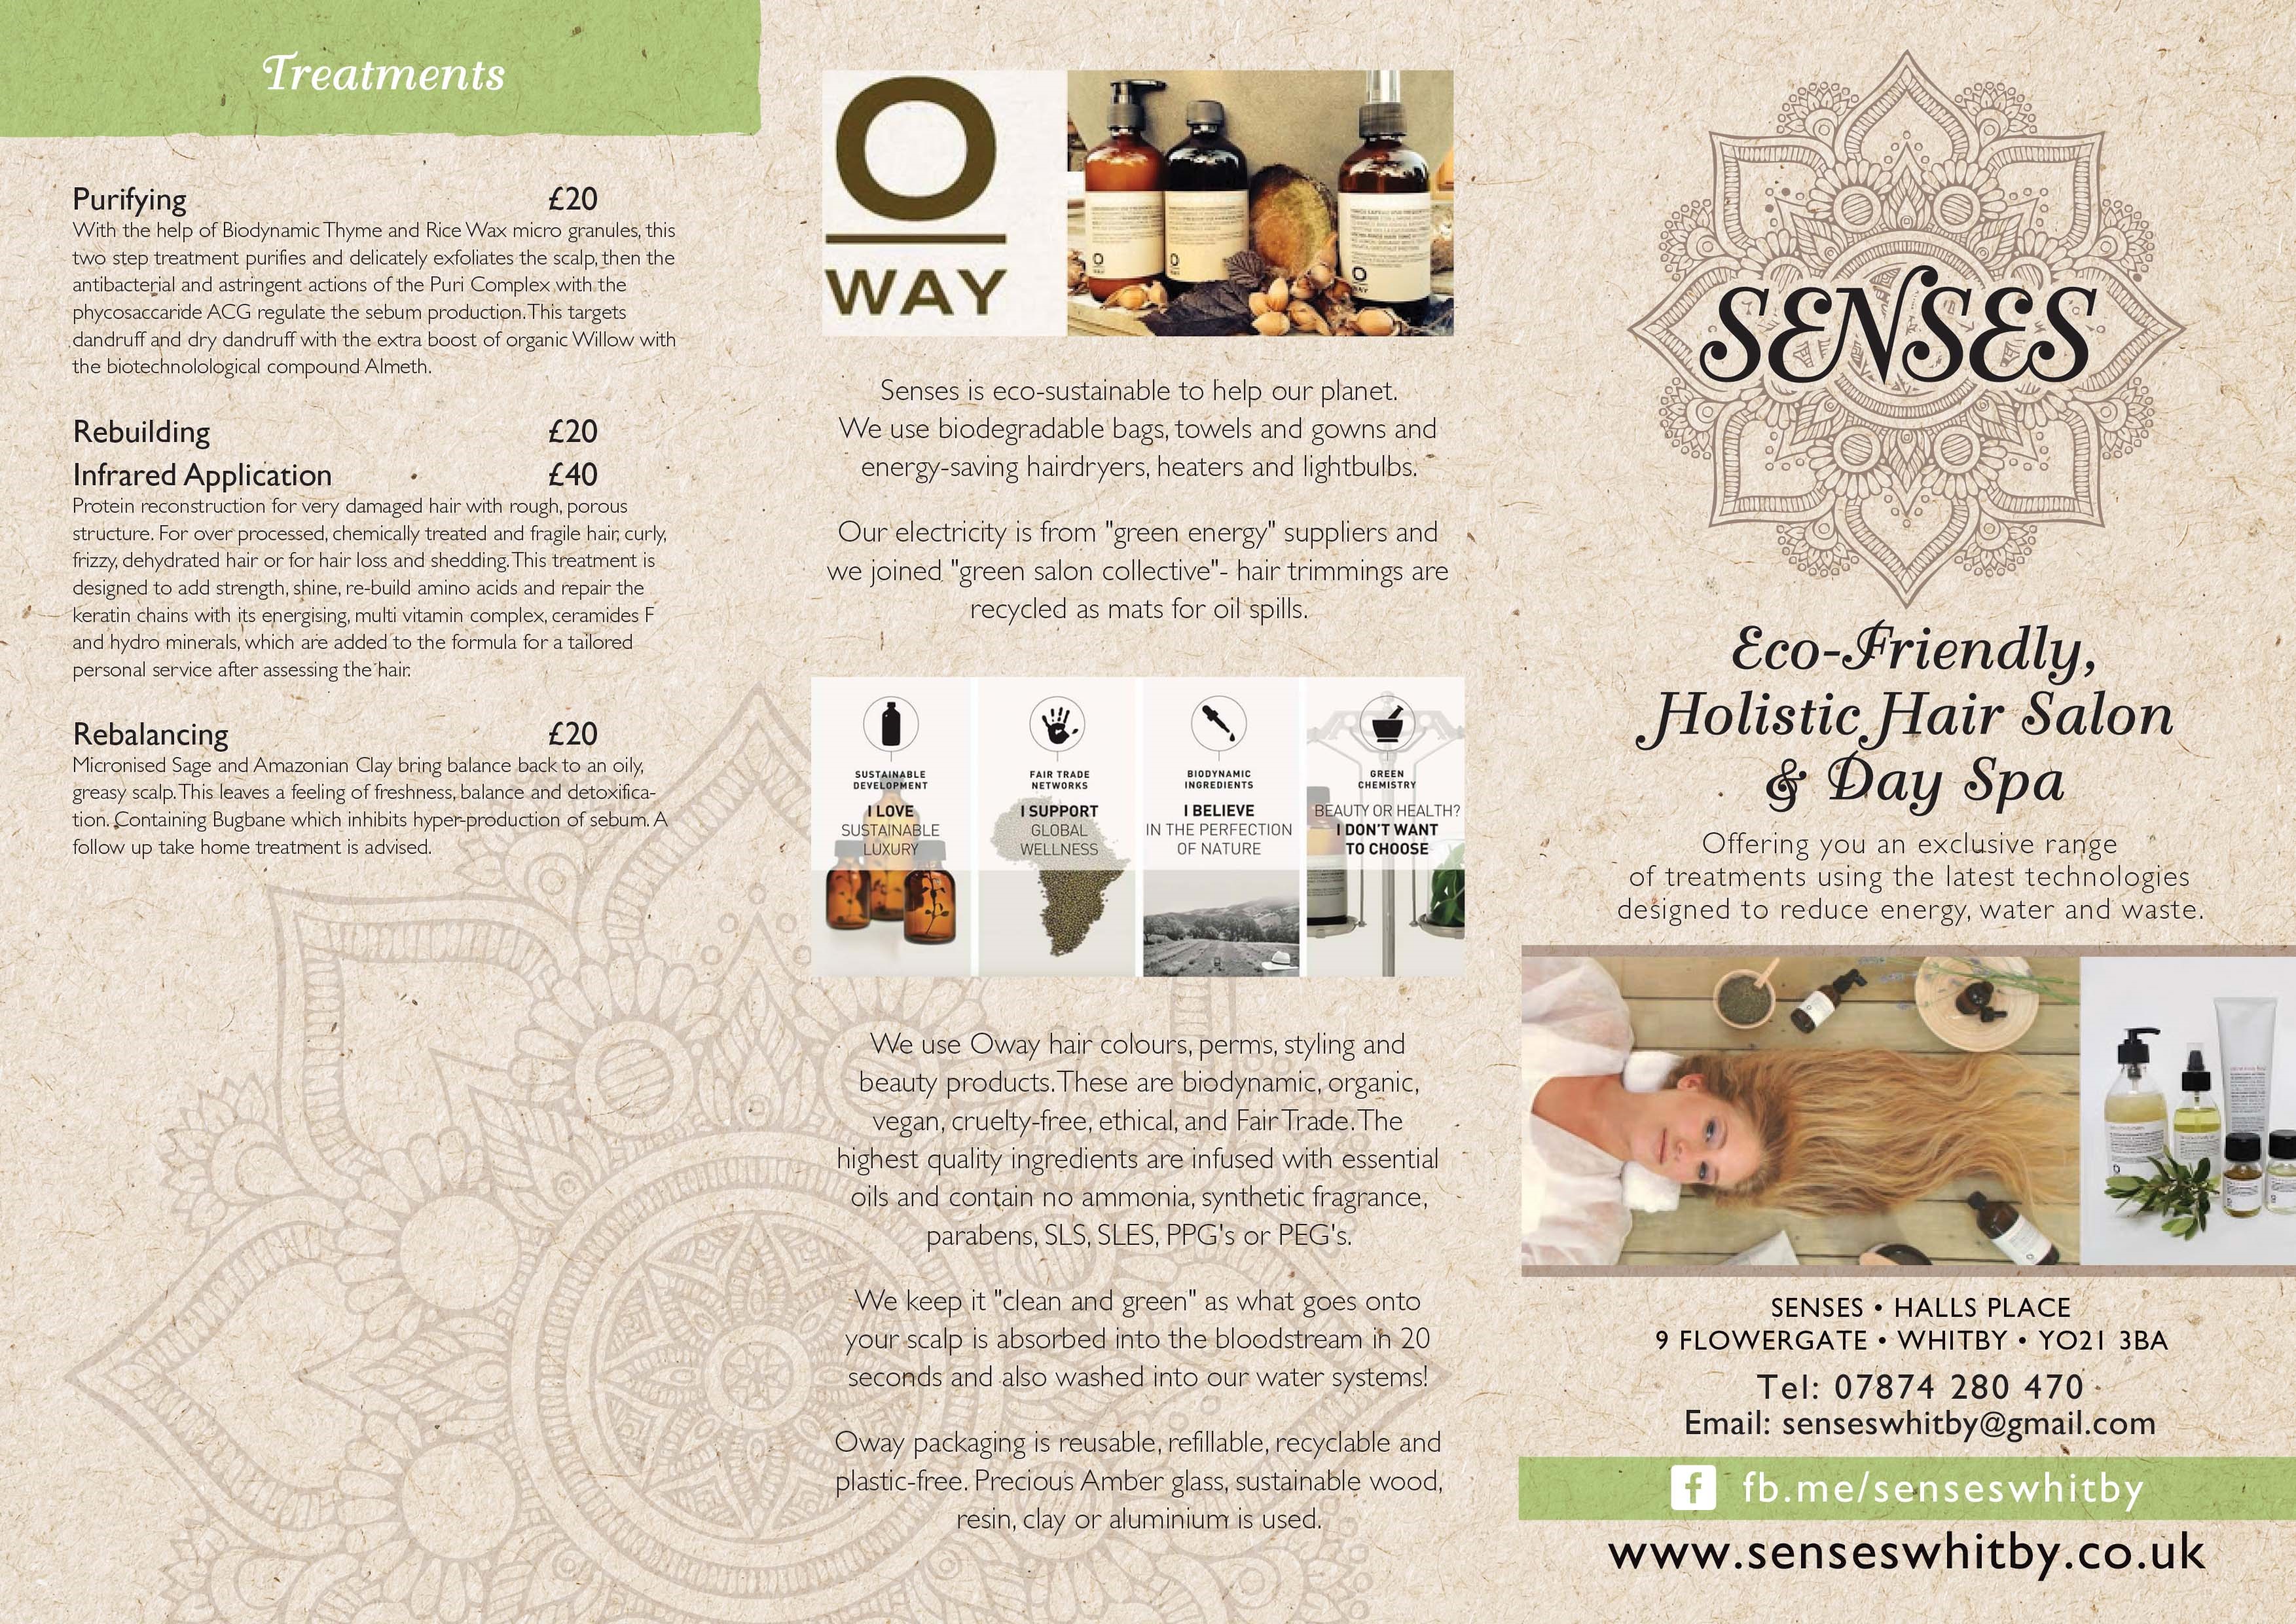 Treatments
Purifying £20
With the help of Biodynamic Thyme and Rice Wax micro granules, this
two step treatment purifies and delicately exfoliates the scalp, then the
antibacterial and astringent actions of the Puri Complex with the
phycosaccaride ACG regulate the sebum production. This targets
dandruff and dry dandruff with the extra boost of organic Willow with
the biotechnolological compound Almeth.
Rebuilding £20
Infrared Application £40
Protein reconstruction for very damaged hair with rough, porous
structure. For over processed, chemically treated and fragile hair, curly,
frizzy, dehydrated hair or for hair loss and shedding. This treatment is
designed to add strength, shine, re-build amino acids and repair the
keratin chains with its energising, multi vitamin complex, ceramides F
and hydro minerals, which are added to the formula for a tailored
personal service after assessing the hair.
Rebalancing £20
Micronised Sage and Amazonian Clay bring balance back to an oily,
greasy scalp. This leaves a feeling of freshness, balance and detoxifica-
tion. Containing Bugbane which inhibits hyper-production of sebum. A
follow up take home treatment is advised.
O
WAY
Senses is eco-sustainable to help our planet.
We use biodegradable bags, towels and gowns and
energy-saving hairdryers, heaters and lightbulbs.
Our electricity is from "green energy" suppliers and
we joined "green salon collective"- hair trimmings are
recycled as mats for oil spills.
SUSTAINABLE
DEVELOPMENT
I LOVE
SUSTAINABLE
LUXURY
FAIR TRADE
NETWORKS
I SUPPORT
GLOBAL
WELLNESS
BIODYNAMIC
INGREDIENTS
I BELIEVE
IN THE PERFECTION
OF NATURE
GREEN
CHEMISTRY
BEAUTY OR HEALTH?
I DON'T WANT
TO CHOOSE
We use Oway hair colours, perms, styling and
beauty products. These are biodynamic, organic,
vegan, cruelty-free, ethical, and Fair Trade. The
highest quality ingredients are infused with essential
oils and contain no ammonia, synthetic fragrance,
parabens, SLS, SLES, PPG's or PEG's.
We keep it "clean and green" as what goes onto
your scalp is absorbed into the bloodstream in 20
seconds and also washed into our water systems!
Oway packaging is reusable, refillable, recyclable and
plastic-free. Precious Amber glass, sustainable wood,
resin, clay or aluminium is used.
SENSES
Eco-Friendly,
Holistic Hair Salon
& Day Spa
Offering you an exclusive range
of treatments using the latest technologies
designed to reduce energy, water and waste.
SENSES • HALLS PLACE
9 FLOWERGATE • WHITBY • YO21 3BA
Tel: 07874 280 470
Email: senseswhitby@gmail.com
fb.me/senseswhitby
www.senseswhitby.co.uk